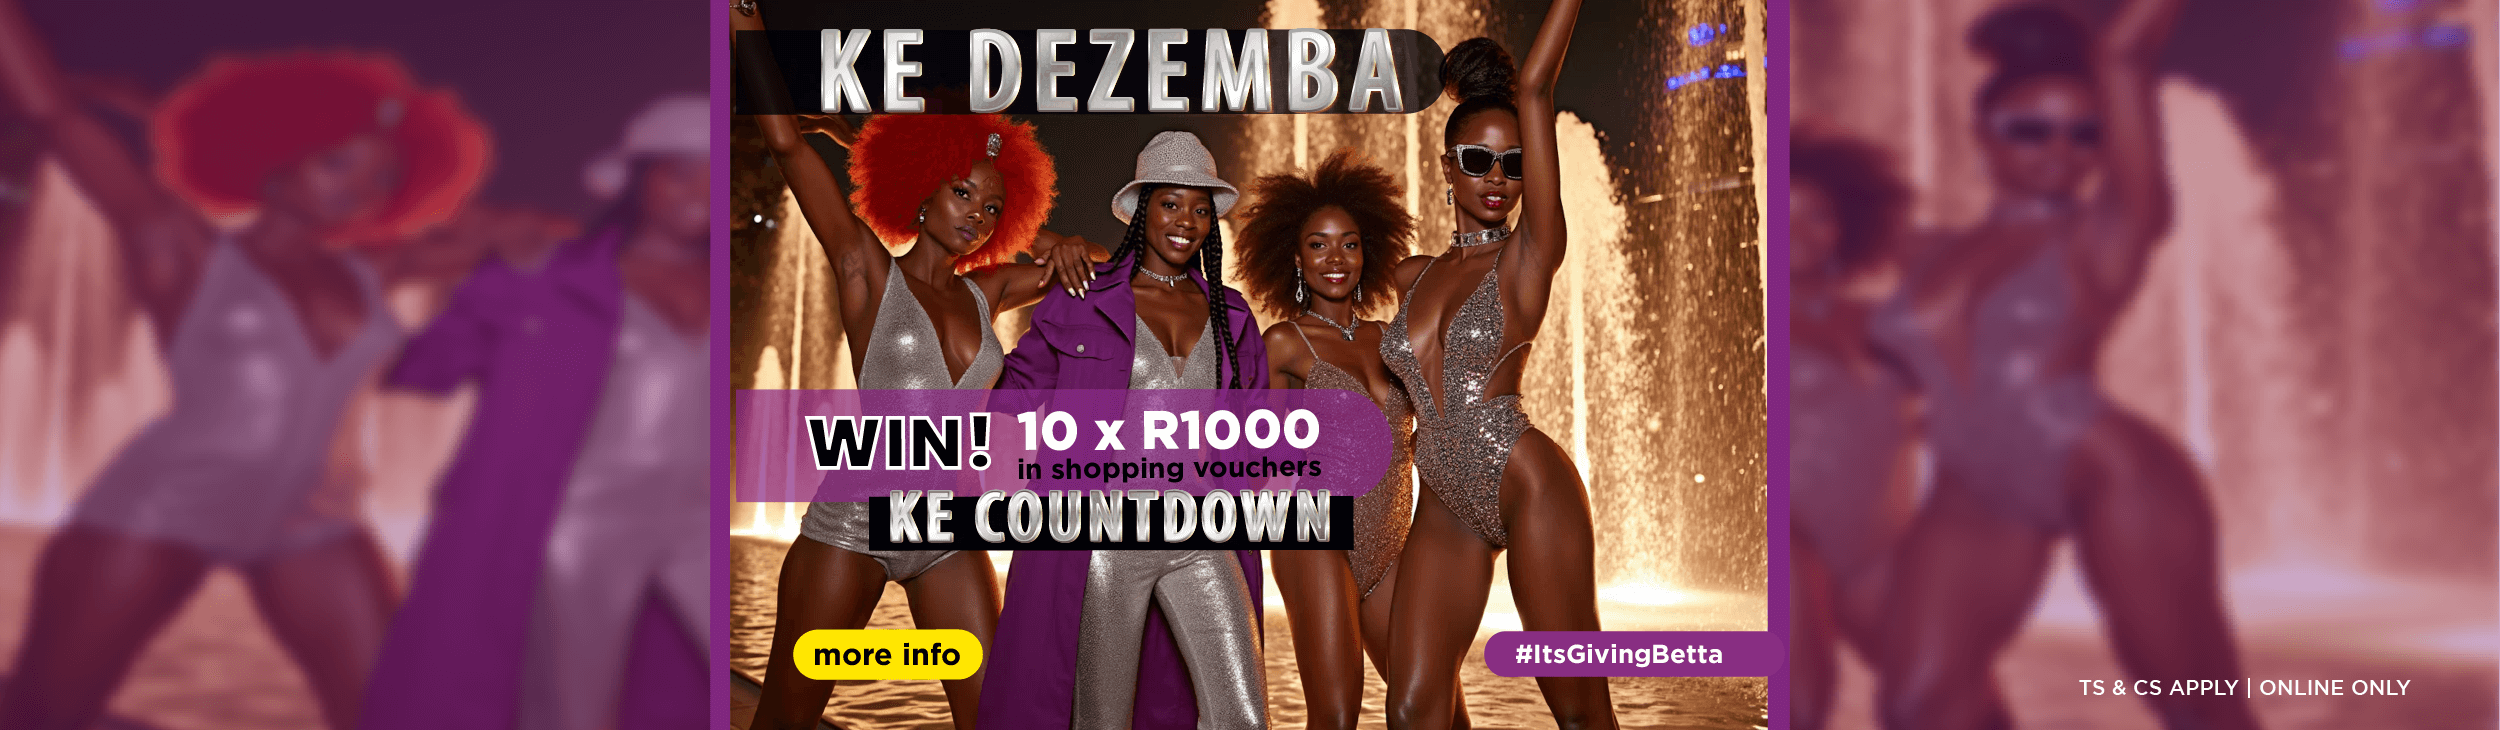 KE DEZEMBA
WIN! 10 x R1000
in shopping vouchers
KE COUNTDOWN
more info
#ItsGivingBetta
TS & CS APPLY | ONLINE ONLY